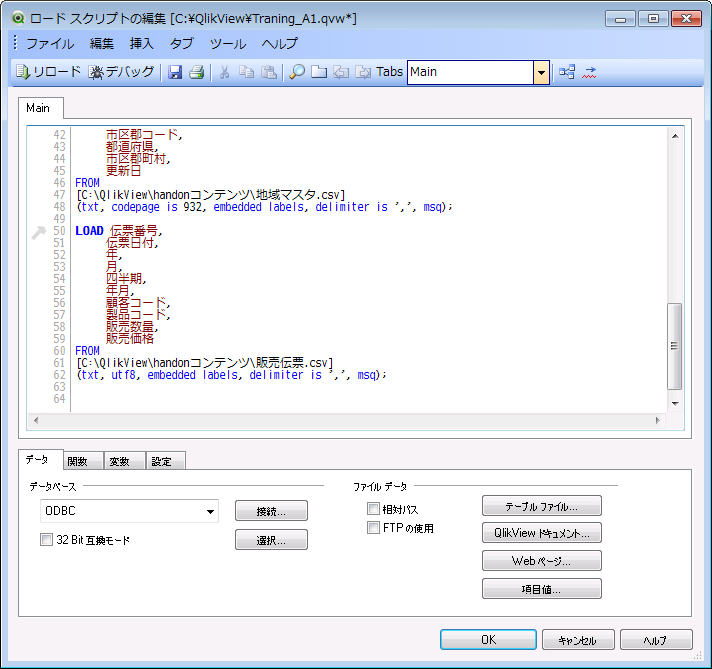 ロード スクリプトの編集 [C:¥QlikView¥Traning_A1.qvw*]
ファイル 編集 挿入 タブ ツール ヘルプ
リロード デバッグ Tabs Main
Main
42 市区郡コード,
43 都道府県,
44 市区郡町村,
45 更新日
46 FROM
47 [C:\QlikView\handonコンテンツ\地域マスタ.csv]
48 (txt, codepage is 932, embedded labels, delimiter is ',', msq);
49
50 LOAD 伝票番号,
51 伝票日付,
52 年,
53 月,
54 四半期,
55 年月,
56 顧客コード,
57 製品コード,
58 販売数量,
59 販売価格
60 FROM
61 [C:\QlikView\handonコンテンツ\販売伝票.csv]
62 (txt, utf8, embedded labels, delimiter is ',', msq);
63
64
データ 関数 変数 設定
データベース
ODBC
接続...
32 Bit 互換モード
選択...
ファイル データ
相対パス
FTP の使用
テーブル ファイル...
QlikView ドキュメント...
Web ページ...
項目値...
OK キャンセル ヘルプ